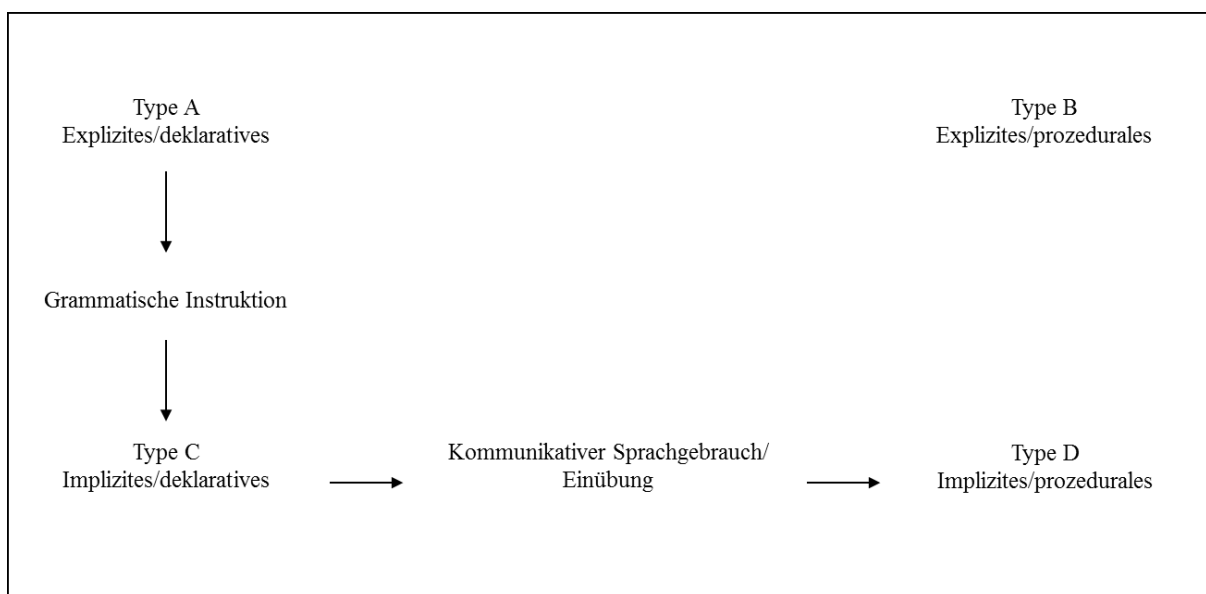 Type A
Explizites/deklaratives
Type B
Explizites/prozedurales
Grammatische Instruktion
Type C
Implizites/deklaratives
Kommunikativer Sprachgebrauch/
Einübung
Type D
Implizites/prozedurales